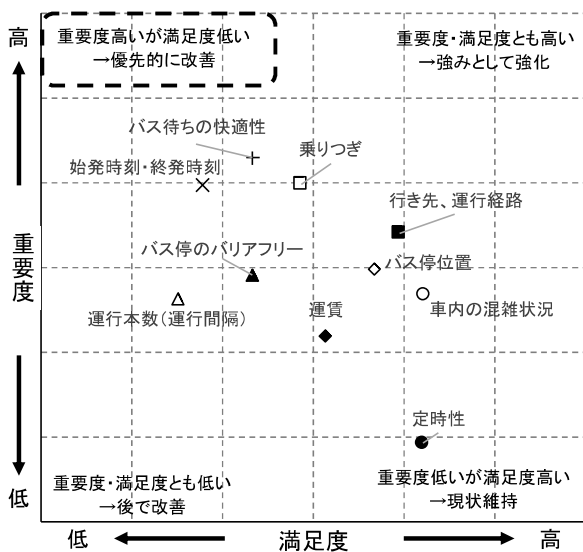 高
重要度高いが満足度低い
→優先的に改善
重要度・満足度とも高い
→強みとして強化
バス待ちの快適性
乗りつぎ
始発時刻・終発時刻
行き先、運行経路
重要度
バス停のバリアフリー
バス停位置
運行本数(運行間隔)
運賃
車内の混雑状況
定時性
重要度・満足度とも低い
→後で改善
重要度低いが満足度高い
→現状維持
低
低
満足度
高